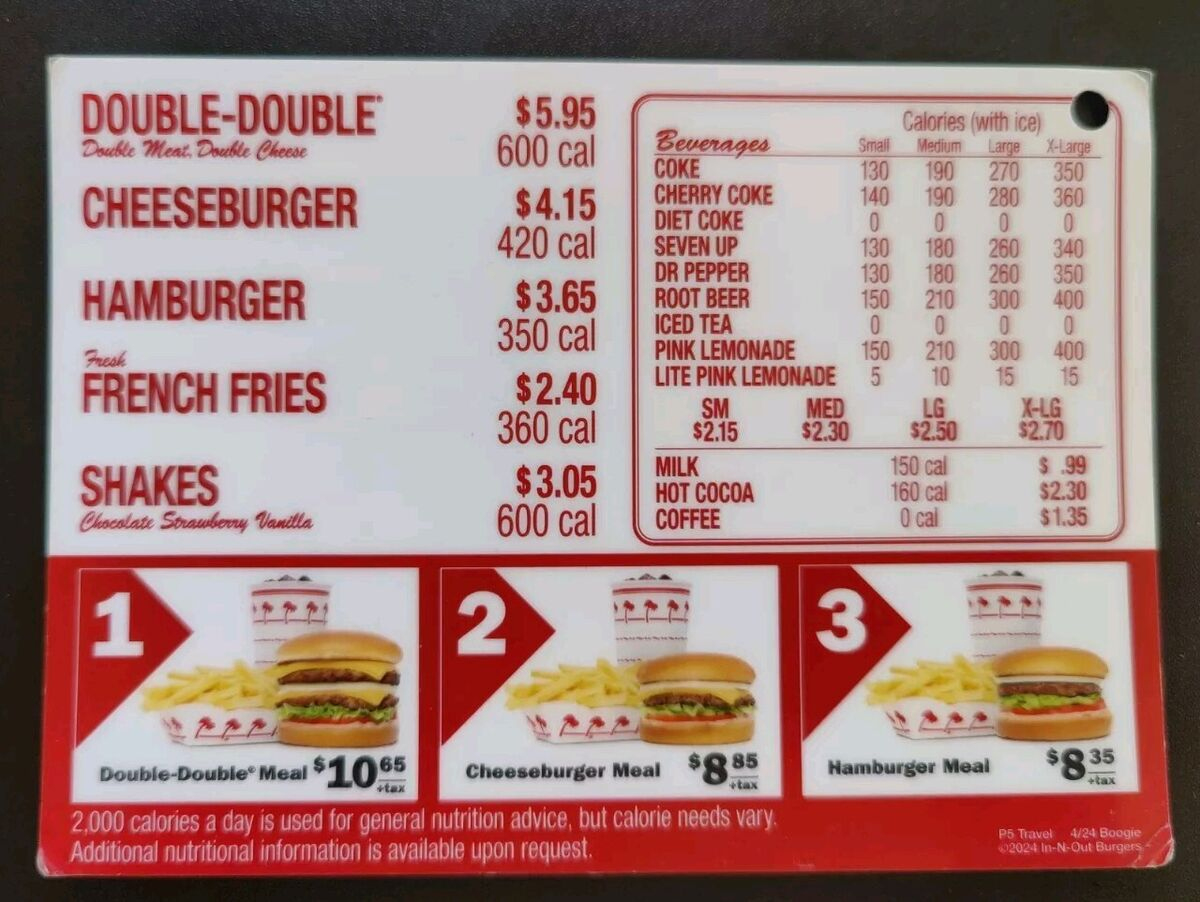 DOUBLE-DOUBLE® $5.95
Double Meat, Double Cheese 600 cal
CHEESEBURGER $4.15
420 cal
HAMBURGER $3.65
350 cal
Fresh
FRENCH FRIES $2.40
360 cal
SHAKES $3.05
Chocolate Strawberry Vanilla 600 cal
Calories (with ice)
Beverages Small Medium Large X-Large
COKE 130 190 270 350
CHERRY COKE 140 190 280 360
DIET COKE 0 0 0 0
SEVEN UP 130 180 260 340
DR PEPPER 130 180 260 350
ROOT BEER 150 210 300 400
ICED TEA 0 0 0 0
PINK LEMONADE 150 210 300 400
LITE PINK LEMONADE 5 10 15 15
SM MED LG X-LG
$2.15 $2.30 $2.50 $2.70
MILK 150 cal $ .99
HOT COCOA 160 cal $2.30
COFFEE 0 cal $1.35
1
Double-Double® Meal $10 65 +tax
2
Cheeseburger Meal $8 85 +tax
3
Hamburger Meal $8 35 +tax
2,000 calories a day is used for general nutrition advice, but calorie needs vary.
Additional nutritional information is available upon request.
P5 Travel 4/24 Boogie
©2024 In-N-Out Burgers